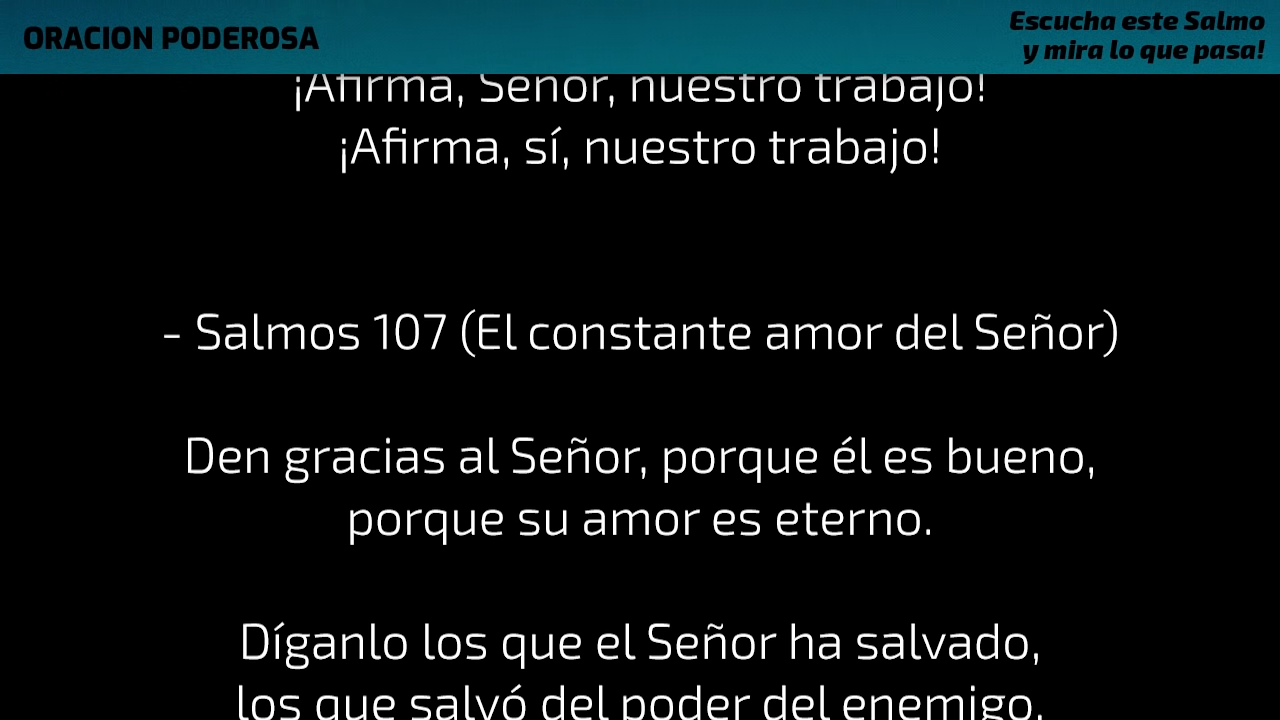 ORACION PODEROSA
Escucha este Salmo
y mira lo que pasa!
¡Afirma, Señor, nuestro trabajo!
¡Afirma, sí, nuestro trabajo!
- Salmos 107 (El constante amor del Señor)
Den gracias al Señor, porque él es bueno,
porque su amor es eterno.
Díganlo los que el Señor ha salvado,
los que salvó del poder del enemigo,